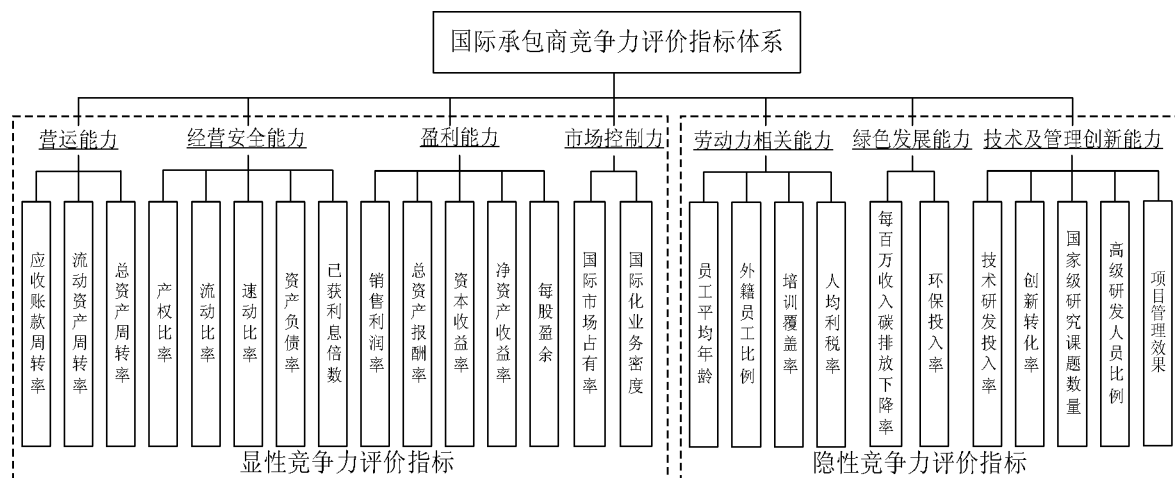 国际承包商竞争力评价指标体系
营运能力
经营安全能力
盈利能力
市场控制力
劳动力相关能力
绿色发展能力
技术及管理创新能力
应收账款周转率
流动资产周转率
总资产周转率
产权比率
流动比率
速动比率
资产负债率
已获利息倍数
销售利润率
总资产报酬率
资本收益率
净资产收益率
每股盈余
国际市场占有率
国际化业务密度
员工平均年龄
外籍员工比例
培训覆盖率
人均利税率
每百万收入碳排放下降率
环保投入率
技术研发投入率
创新转化率
国家级研究课题数量
高级研发人员比例
项目管理效果
显性竞争力评价指标
隐性竞争力评价指标